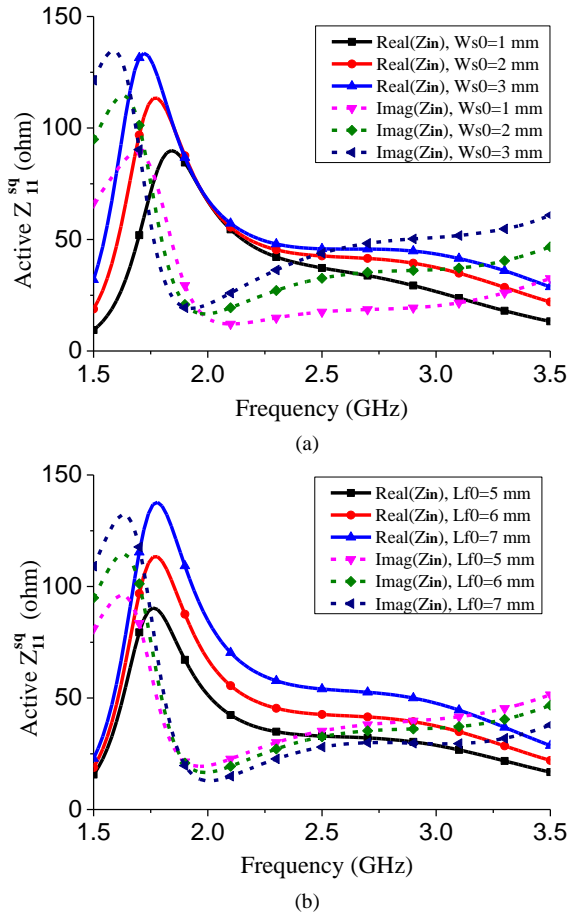 150
100
50
0
Active Z 11 sq (ohm)
Real(Zin), Ws0=1 mm
Real(Zin), Ws0=2 mm
Real(Zin), Ws0=3 mm
Imag(Zin), Ws0=1 mm
Imag(Zin), Ws0=2 mm
Imag(Zin), Ws0=3 mm
1.5 2.0 2.5 3.0 3.5
Frequency (GHz)
(a)
150
100
50
0
Active Z 11 sq (ohm)
Real(Zin), Lf0=5 mm
Real(Zin), Lf0=6 mm
Real(Zin), Lf0=7 mm
Imag(Zin), Lf0=5 mm
Imag(Zin), Lf0=6 mm
Imag(Zin), Lf0=7 mm
1.5 2.0 2.5 3.0 3.5
Frequency (GHz)
(b)